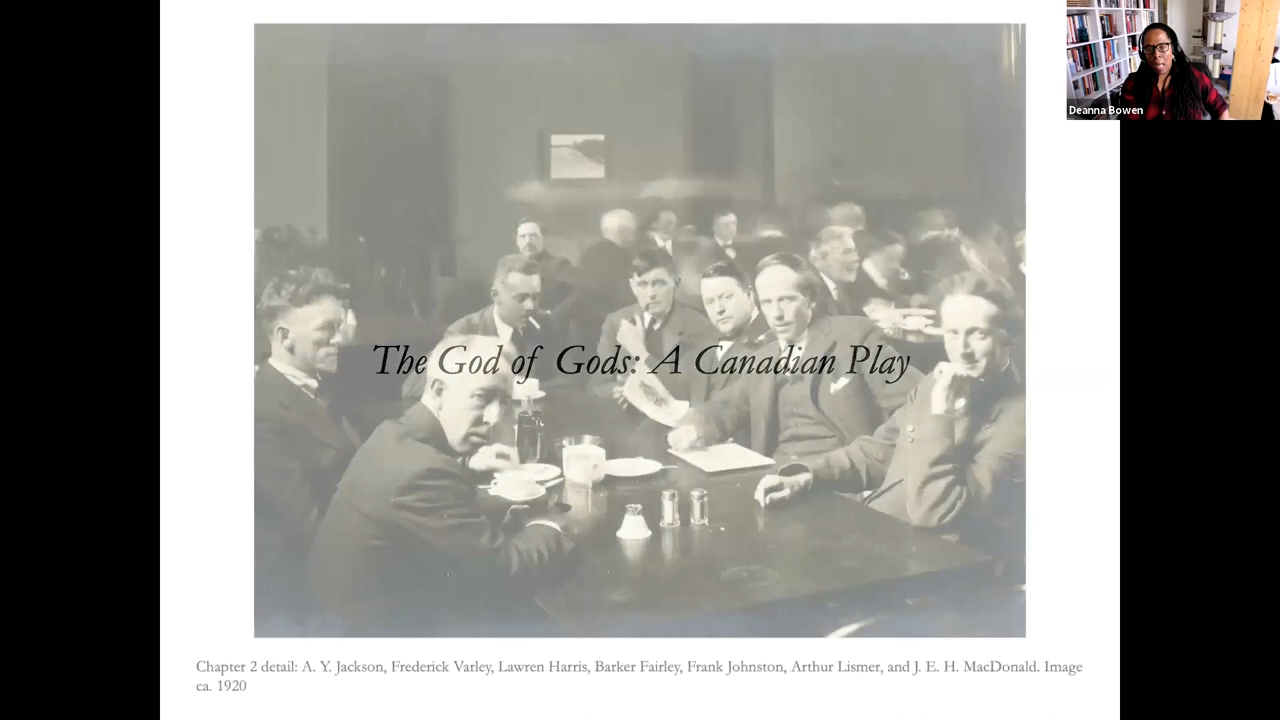 Deanna Bowen
The God of Gods: A Canadian Play
Chapter 2 detail: A. Y. Jackson, Frederick Varley, Lawren Harris, Barker Fairley, Frank Johnston, Arthur Lismer, and J. E. H. MacDonald. Image
ca. 1920